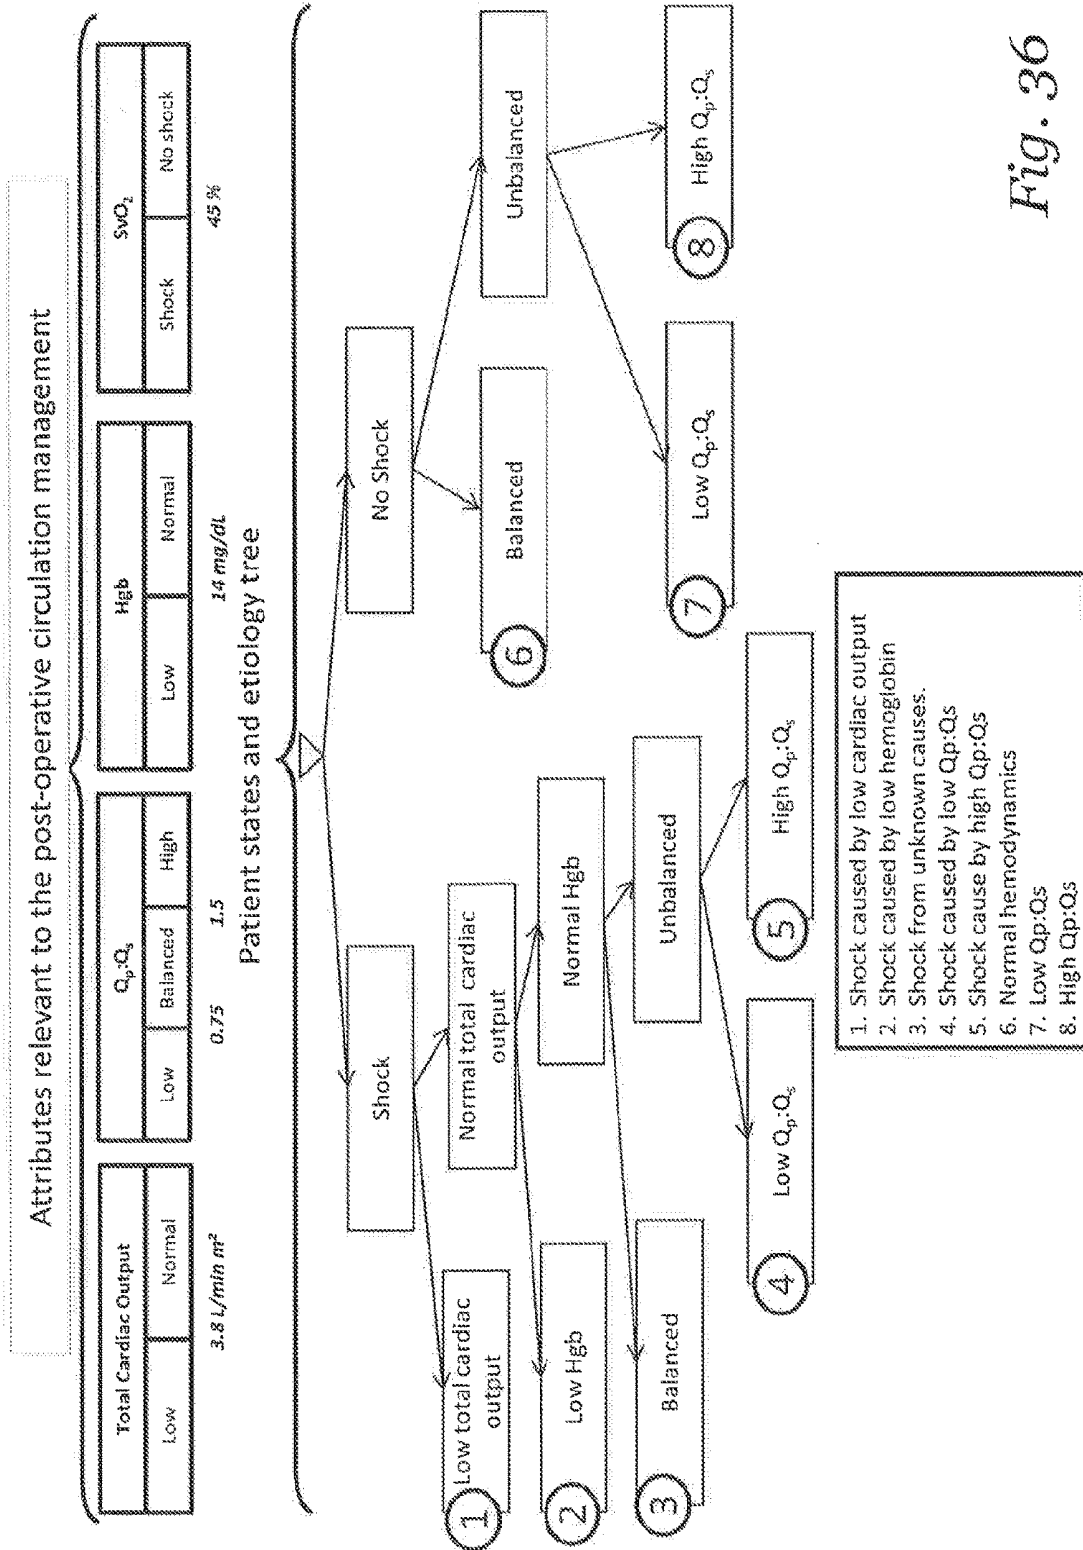 Attributes relevant to the post-operative circulation management
Total Cardiac Output
Low
Normal
3.8 L/min m²
Qp:Qs
Low
Balanced
High
0.75
1.5
Hgb
Low
Normal
14 mg/dL
SvO₂
Shock
No shock
45 %
Patient states and etiology tree
Shock
No Shock
Low total cardiac
output
1
Normal total cardiac
output
Balanced
6
Unbalanced
Low Hgb
2
Normal Hgb
Balanced
3
Unbalanced
Low Qp:Qs
7
High Qp:Qs
8
Low Qp:Qs
4
High Qp:Qs
5
1. Shock caused by low cardiac output
2. Shock caused by low hemoglobin
3. Shock from unknown causes.
4. Shock caused by low Qp:Qs
5. Shock cause by high Qp:Qs
6. Normal hemodynamics
7. Low Qp:Qs
8. High Qp:Qs
Fig. 36